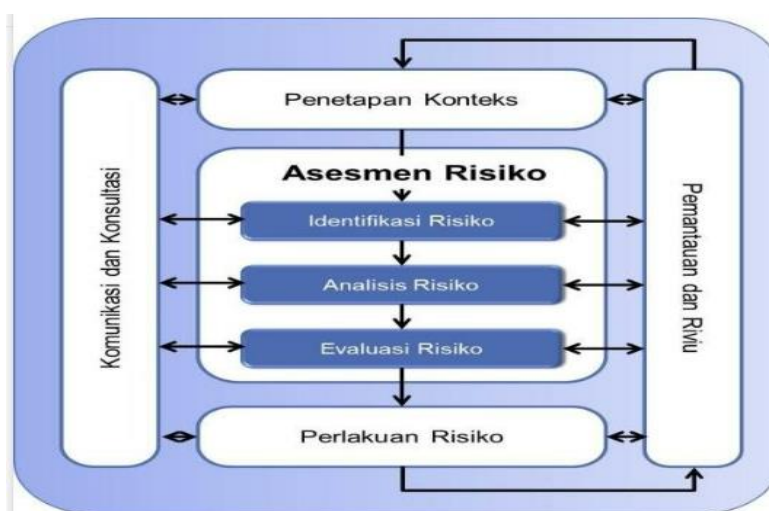 Penetapan Konteks
Asesmen Risiko
Identifikasi Risiko
Analisis Risiko
Evaluasi Risiko
Perlakuan Risiko
Komunikasi dan Konsultasi
Pemantauan dan Riviu